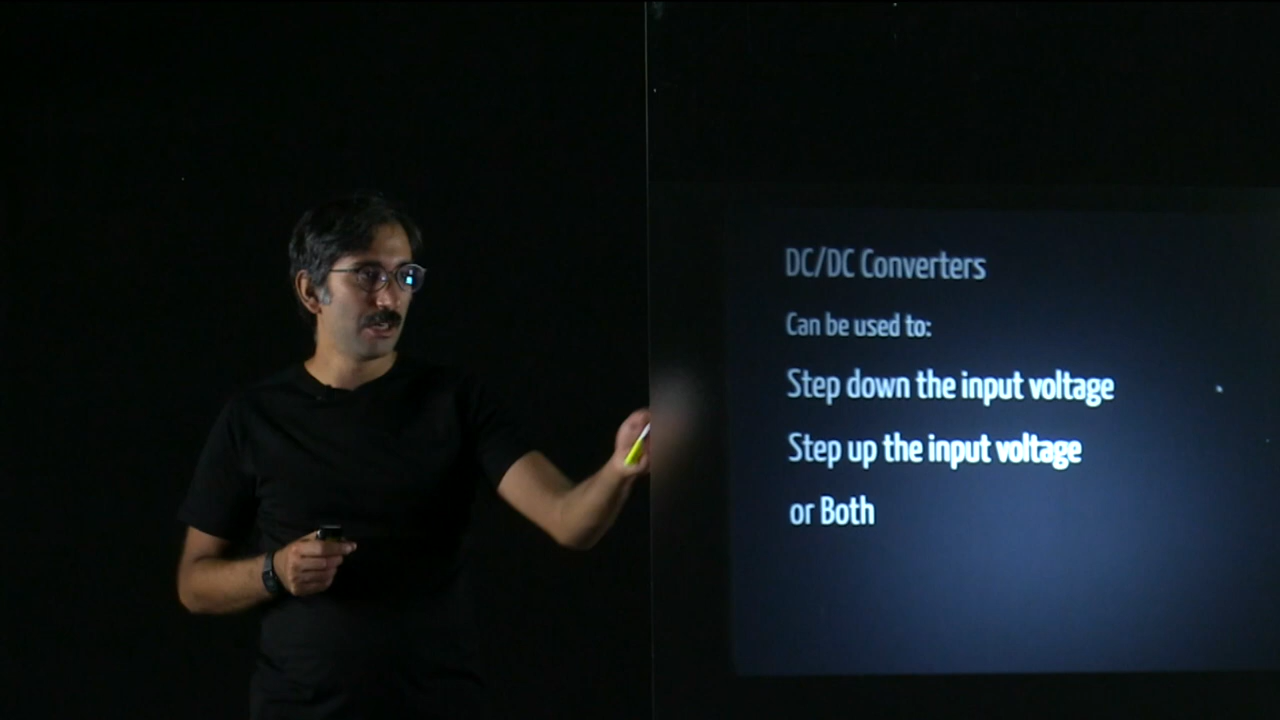 DC/DC Converters
Can be used to:
Step down the input voltage
Step up the input voltage
or Both